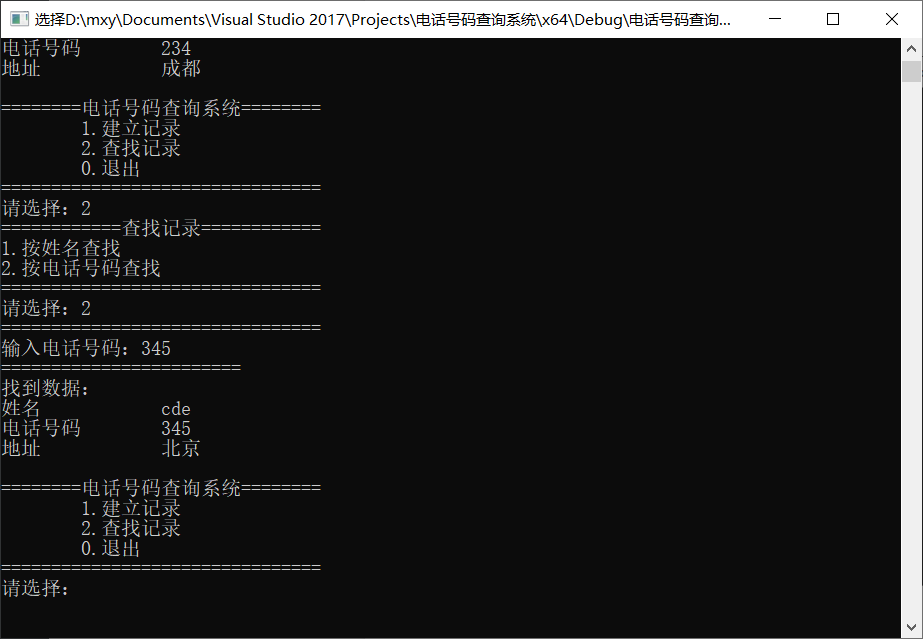 选择D:\mxy\Documents\Visual Studio 2017\Projects\电话号码查询系统\x64\Debug\电话号码查询...
电话号码 234
地址 成都
========电话号码查询系统========
1.建立记录
2.查找记录
0.退出
================================
请选择：2
============查找记录============
1.按姓名查找
2.按电话号码查找
================================
请选择：2
================================
输入电话号码：345
========================
找到数据：
姓名 cde
电话号码 345
地址 北京
========电话号码查询系统========
1.建立记录
2.查找记录
0.退出
================================
请选择：